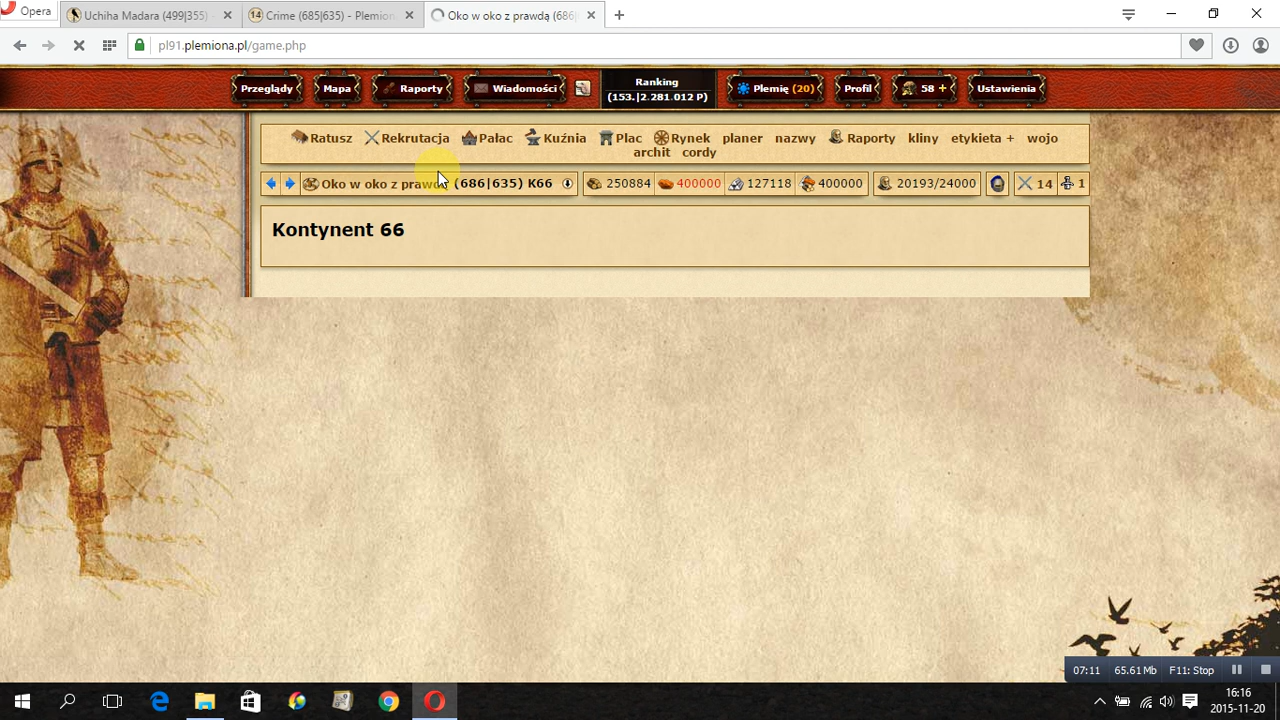 Opera
Uchiha Madara (499|355) -
Crime (685|635) - Plemion
Oko w oko z prawdą (686|
pl91.plemiona.pl/game.php
Przeglądy
Mapa
Raporty
Wiadomości
Ranking
(153.|2.281.012 P)
Plemię (20)
Profil
58 +
Ustawienia
Ratusz Rekrutacja Pałac Kuźnia Plac Rynek planer nazwy Raporty kliny etykieta + wojo
archit cordy
Oko w oko z prawdą (686|635) K66 250884 400000 127118 400000 20193/24000 14 1
Kontynent 66
07:11 65.61 Mb F11: Stop
16:16
2015-11-20